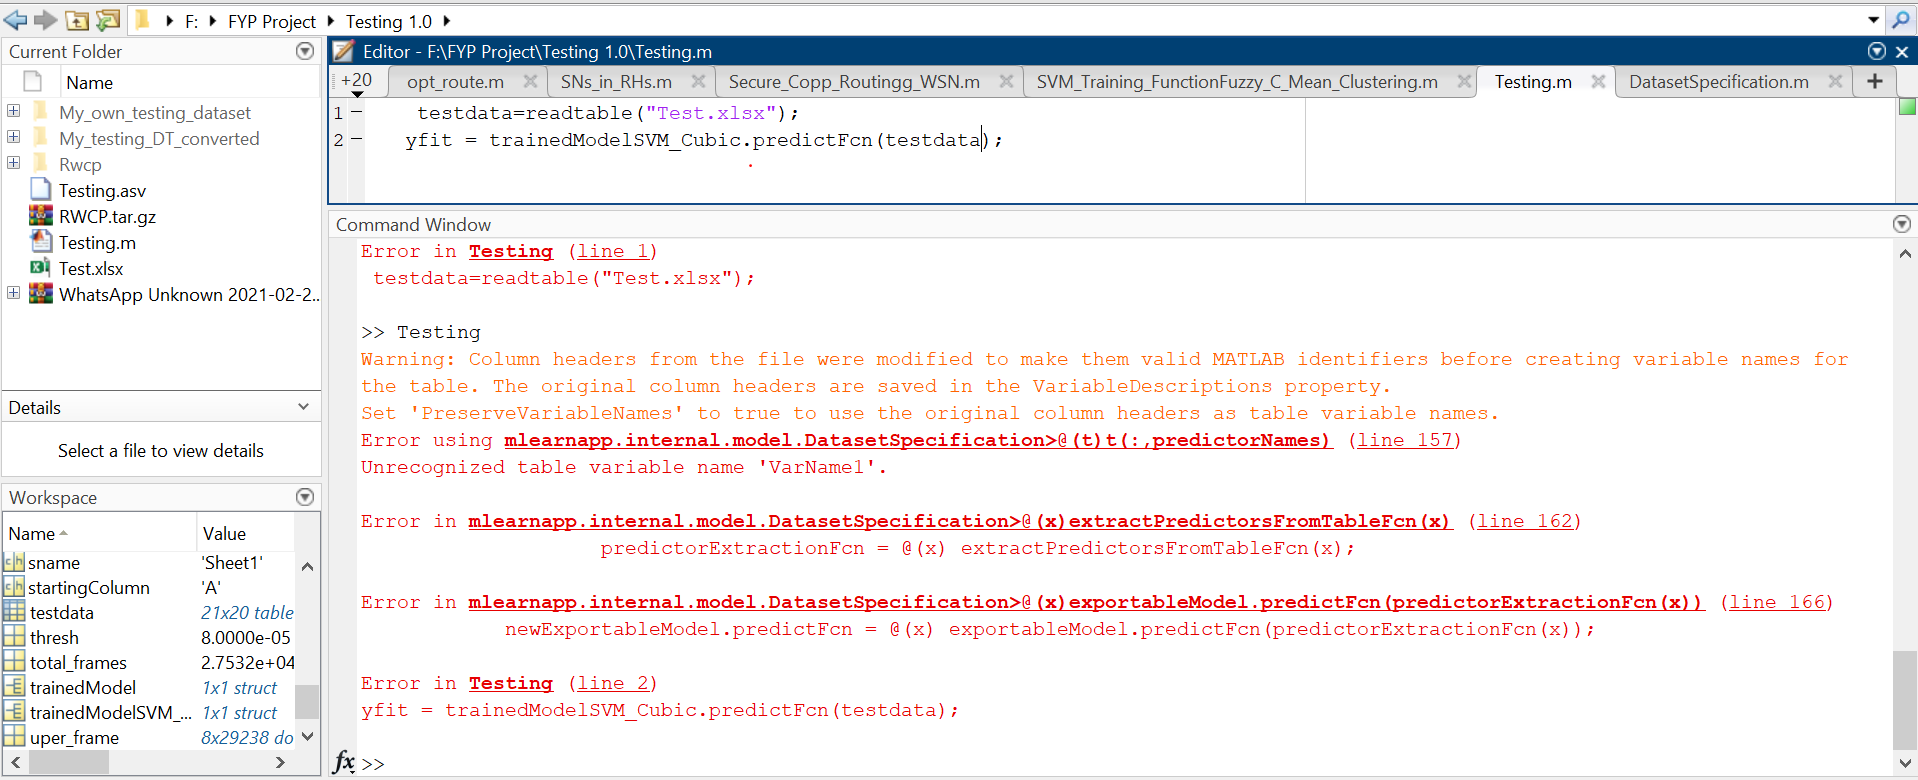 F: FYP Project Testing 1.0
Current Folder
Name
My_own_testing_dataset
My_testing_DT_converted
Rwcp
Testing.asv
RWCP.tar.gz
Testing.m
Test.xlsx
WhatsApp Unknown 2021-02-2...
Details
Select a file to view details
Workspace
Name Value
sname 'Sheet1'
startingColumn 'A'
testdata 21x20 table
thresh 8.0000e-05
total_frames 2.7532e+04
trainedModel 1x1 struct
trainedModelSVM_... 1x1 struct
uper_frame 8x29238 do
Editor - F:\FYP Project\Testing 1.0\Testing.m
+20 opt_route.m SNs_in_RHs.m Secure_Copp_Routingg_WSN.m SVM_Training_FunctionFuzzy_C_Mean_Clustering.m Testing.m DatasetSpecification.m +
1 - testdata=readtable("Test.xlsx");
2 - yfit = trainedModelSVM_Cubic.predictFcn(testdata);
Command Window
Error in Testing (line 1)
testdata=readtable("Test.xlsx");
>> Testing
Warning: Column headers from the file were modified to make them valid MATLAB identifiers before creating variable names for
the table. The original column headers are saved in the VariableDescriptions property.
Set 'PreserveVariableNames' to true to use the original column headers as table variable names.
Error using mlearnapp.internal.model.DatasetSpecification>@(t)t(:,predictorNames) (line 157)
Unrecognized table variable name 'VarName1'.
Error in mlearnapp.internal.model.DatasetSpecification>@(x)extractPredictorsFromTableFcn(x) (line 162)
predictorExtractionFcn = @(x) extractPredictorsFromTableFcn(x);
Error in mlearnapp.internal.model.DatasetSpecification>@(x)exportableModel.predictFcn(predictorExtractionFcn(x)) (line 166)
newExportableModel.predictFcn = @(x) exportableModel.predictFcn(predictorExtractionFcn(x));
Error in Testing (line 2)
yfit = trainedModelSVM_Cubic.predictFcn(testdata);
fx >>